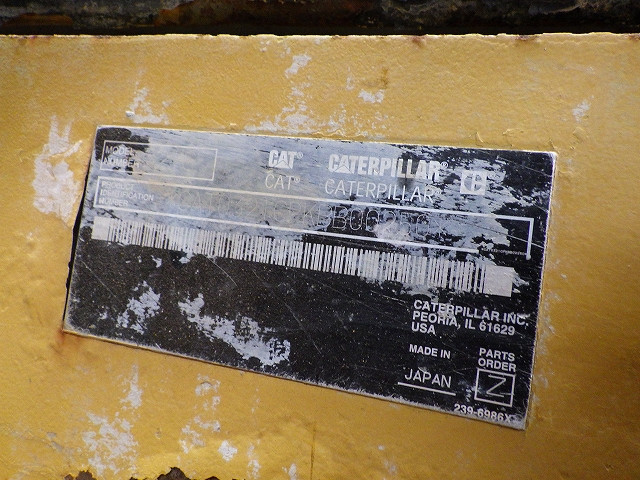 MODEL
NUMBER
CAT® CATERPILLAR®
CAT® CATERPILLAR®
PRODUCT
IDENTIFICATION
NUMBER
CATERPILLAR INC.
PEORIA, IL 61629
USA
MADE IN
JAPAN
PARTS
ORDER
Z
239-6986X